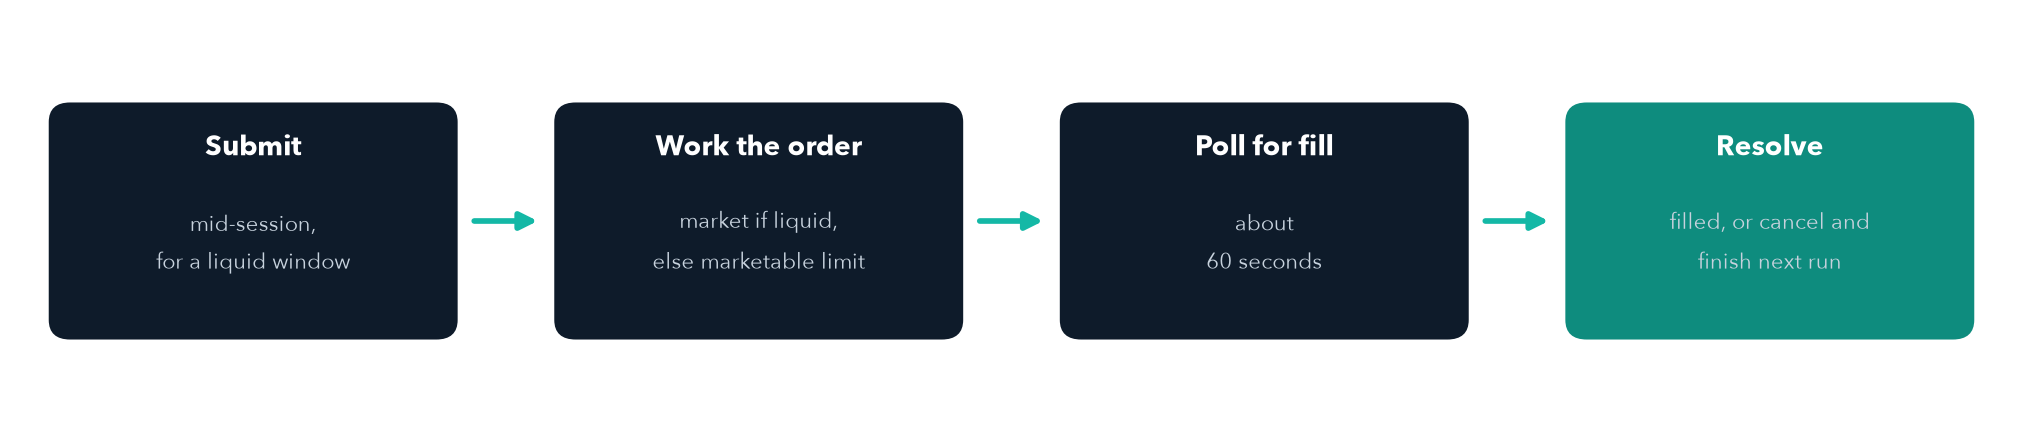 Submit
mid-session,
for a liquid window
Work the order
market if liquid,
else marketable limit
Poll for fill
about
60 seconds
Resolve
filled, or cancel and
finish next run